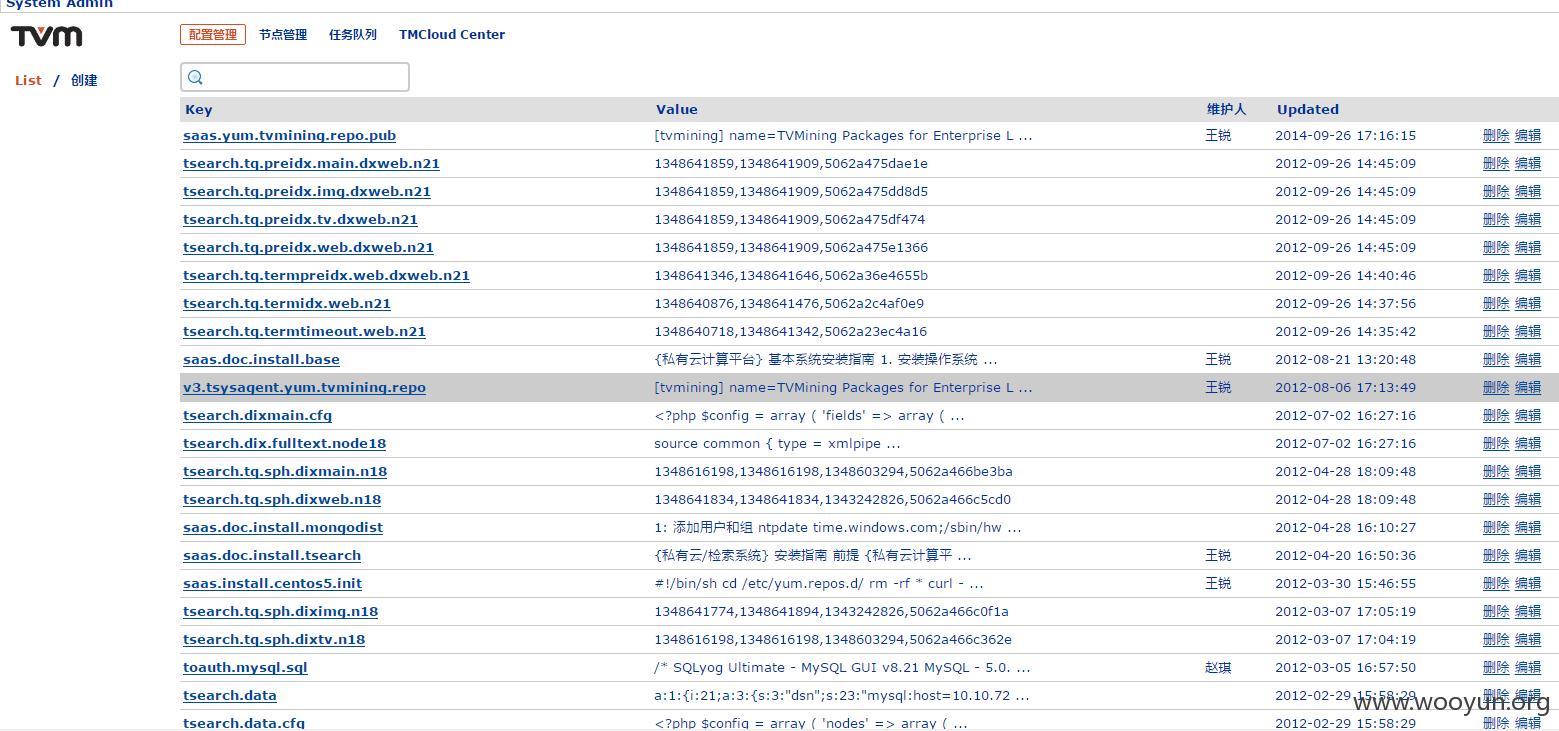 System Admin
TVM
配置管理 节点管理 任务队列 TMCloud Center
List / 创建
Key Value 维护人 Updated
saas.yum.tvmining.repo.pub [tvmining] name=TVMining Packages for Enterprise L ... 王锐 2014-09-26 17:16:15 删除 编辑
tsearch.tq.preidx.main.dxweb.n21 1348641859,1348641909,5062a475dae1e 2012-09-26 14:45:09 删除 编辑
tsearch.tq.preidx.img.dxweb.n21 1348641859,1348641909,5062a475dd8d5 2012-09-26 14:45:09 删除 编辑
tsearch.tq.preidx.tv.dxweb.n21 1348641859,1348641909,5062a475df474 2012-09-26 14:45:09 删除 编辑
tsearch.tq.preidx.web.dxweb.n21 1348641859,1348641909,5062a475e1366 2012-09-26 14:45:09 删除 编辑
tsearch.tq.termpreidx.web.dxweb.n21 1348641346,1348641646,5062a36e4655b 2012-09-26 14:40:46 删除 编辑
tsearch.tq.termidx.web.n21 1348640876,1348641476,5062a2c4af0e9 2012-09-26 14:37:56 删除 编辑
tsearch.tq.termtimeout.web.n21 1348640718,1348641342,5062a23ec4a16 2012-09-26 14:35:42 删除 编辑
saas.doc.install.base {私有云计算平台} 基本系统安装指南 1. 安装操作系统 ... 王锐 2012-08-21 13:20:48 删除 编辑
v3.tsysagent.yum.tvmining.repo [tvmining] name=TVMining Packages for Enterprise L ... 王锐 2012-08-06 17:13:49 删除 编辑
tsearch.dixmain.cfg <?php $config = array ( 'fields' => array ( ... 2012-07-02 16:27:16 删除 编辑
tsearch.dix.fulltext.node18 source common { type = xmlpipe ... 2012-07-02 16:27:16 删除 编辑
tsearch.tq.sph.dixmain.n18 1348616198,1348616198,1348603294,5062a466be3ba 2012-04-28 18:09:48 删除 编辑
tsearch.tq.sph.dixweb.n18 1348641834,1348641834,1343242826,5062a466c5cd0 2012-04-28 18:09:48 删除 编辑
saas.doc.install.mongodist 1: 添加用户和组 ntpdate time.windows.com;/sbin/hw ... 2012-04-28 16:10:27 删除 编辑
saas.doc.install.tsearch {私有云/检索系统} 安装指南 前提 {私有云计算平 ... 王锐 2012-04-20 16:50:36 删除 编辑
saas.install.centos5.init #!/bin/sh cd /etc/yum.repos.d/ rm -rf * curl - ... 王锐 2012-03-30 15:46:55 删除 编辑
tsearch.tq.sph.diximg.n18 1348641774,1348641894,1343242826,5062a466c0f1a 2012-03-07 17:05:19 删除 编辑
tsearch.tq.sph.dixtv.n18 1348616198,1348616198,1348603294,5062a466c362e 2012-03-07 17:04:19 删除 编辑
toauth.mysql.sql /* SQLyog Ultimate - MySQL GUI v8.21 MySQL - 5.0. ... 赵琪 2012-03-05 16:57:50 删除 编辑
tsearch.data a:1:{i:21;a:3:{s:3:"dsn";s:23:"mysql:host=10.10.72 ... 2012-02-29 15:58:29 删除 编辑
www.wooyun.org
tsearch.data.cfg <?php $config = array ( 'nodes' => array ( ... 2012-02-29 15:58:29 删除 编辑